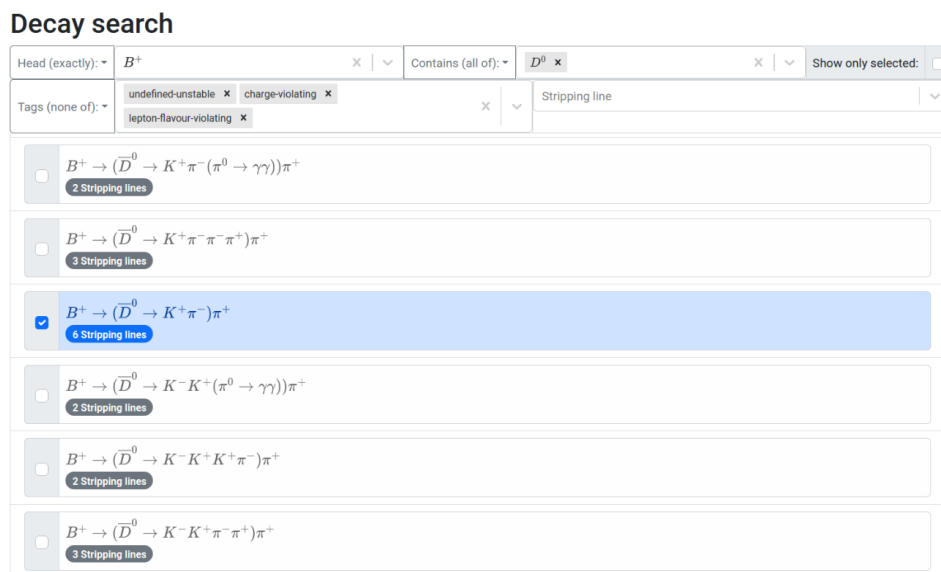 Decay search
Head (exactly): B⁺ Contains (all of): D⁰ × Show only selected:
Tags (none of): undefined-unstable × charge-violating × Stripping line
lepton-flavour-violating ×
B⁺ → (D̅⁰ → K⁺π⁻(π⁰ → γγ))π⁺
2 Stripping lines
B⁺ → (D̅⁰ → K⁺π⁻π⁻π⁺)π⁺
3 Stripping lines
B⁺ → (D̅⁰ → K⁺π⁻)π⁺
6 Stripping lines
B⁺ → (D̅⁰ → K⁻K⁺(π⁰ → γγ))π⁺
2 Stripping lines
B⁺ → (D̅⁰ → K⁻K⁺K⁺π⁻)π⁺
2 Stripping lines
B⁺ → (D̅⁰ → K⁻K⁺π⁻π⁺)π⁺
3 Stripping lines